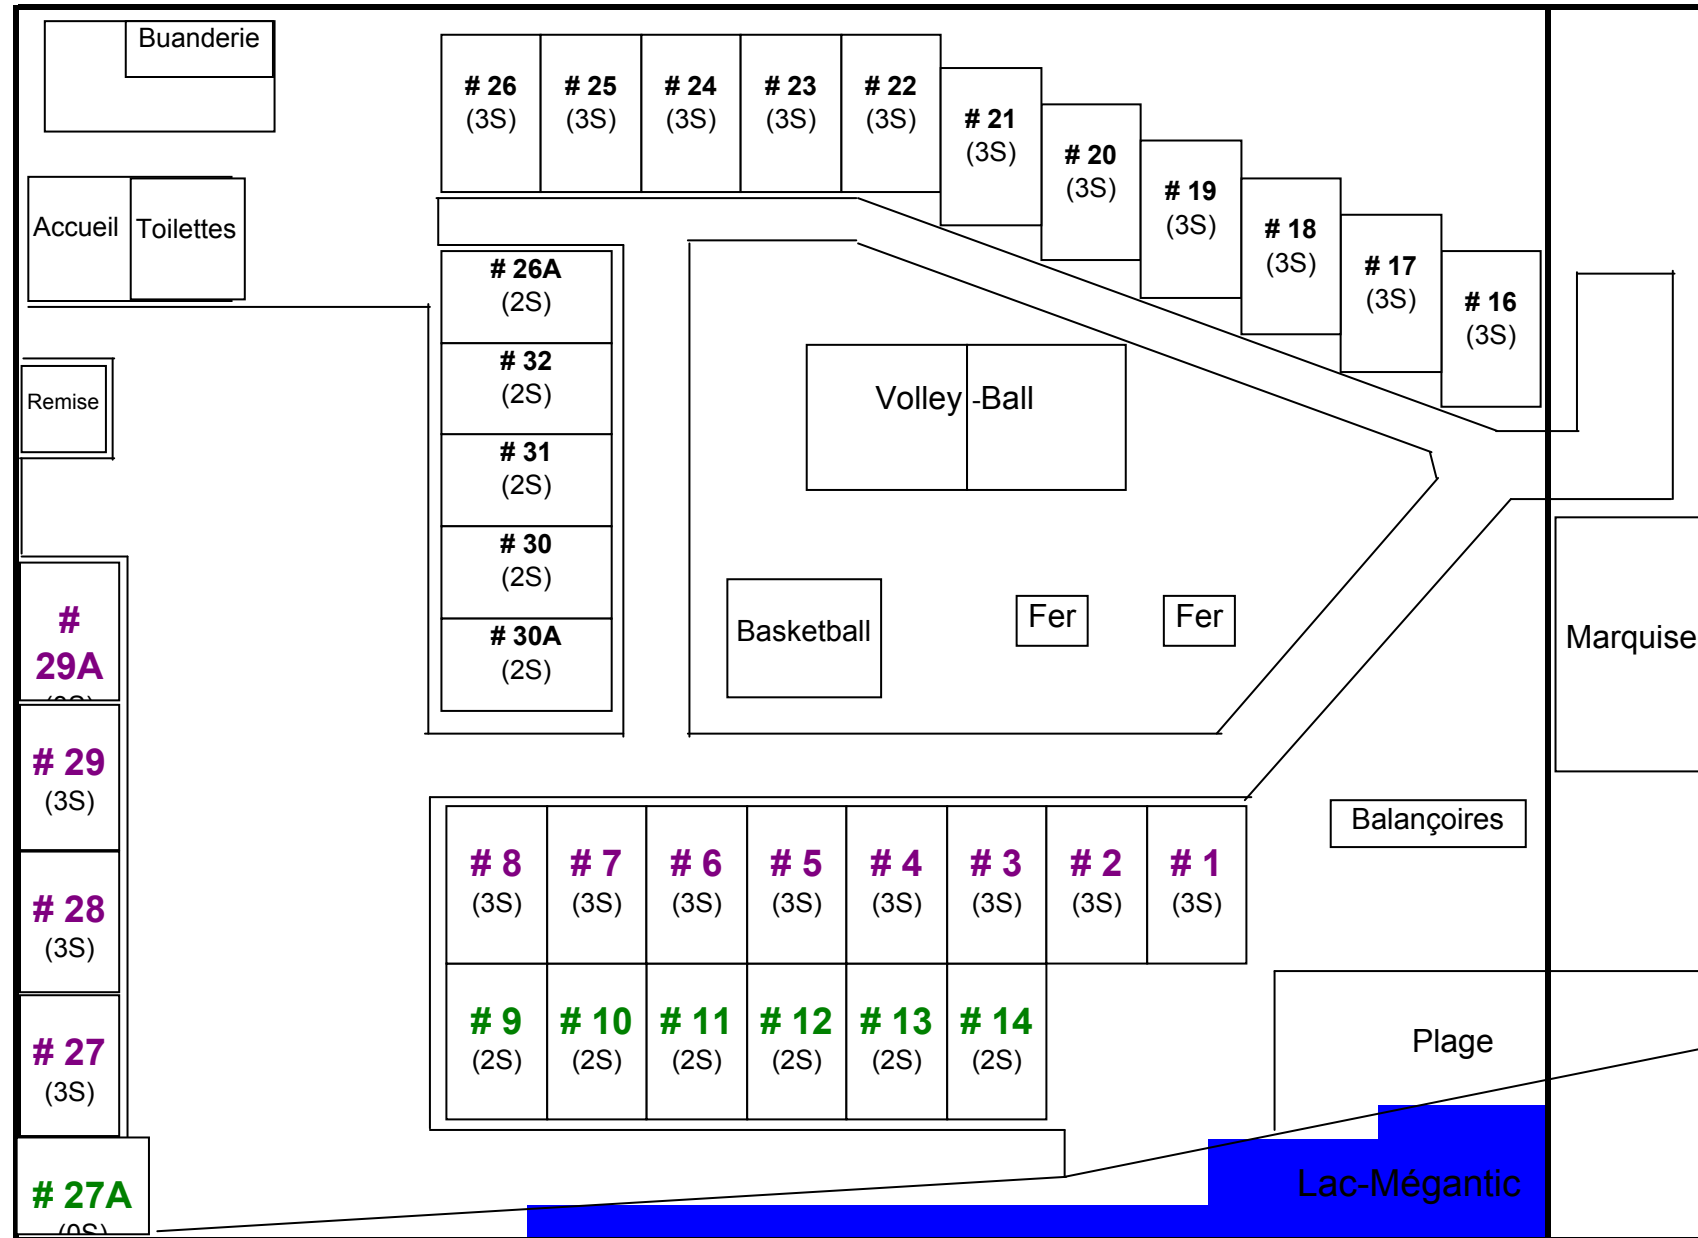 Buanderie
# 26
(3S)
# 25
(3S)
# 24
(3S)
# 23
(3S)
# 22
(3S)
# 21
(3S)
# 20
(3S)
# 19
(3S)
# 18
(3S)
# 17
(3S)
# 16
(3S)
Accueil
Toilettes
Remise
# 26A
(2S)
# 32
(2S)
# 31
(2S)
# 30
(2S)
# 30A
(2S)
Volley -Ball
Basketball
Fer
Fer
Marquise
Balançoires
#
29A
# 29
(3S)
# 28
(3S)
# 27
(3S)
# 27A
(0S)
# 8
(3S)
# 7
(3S)
# 6
(3S)
# 5
(3S)
# 4
(3S)
# 3
(3S)
# 2
(3S)
# 1
(3S)
# 9
(2S)
# 10
(2S)
# 11
(2S)
# 12
(2S)
# 13
(2S)
# 14
(2S)
Plage
Lac-Mégantic